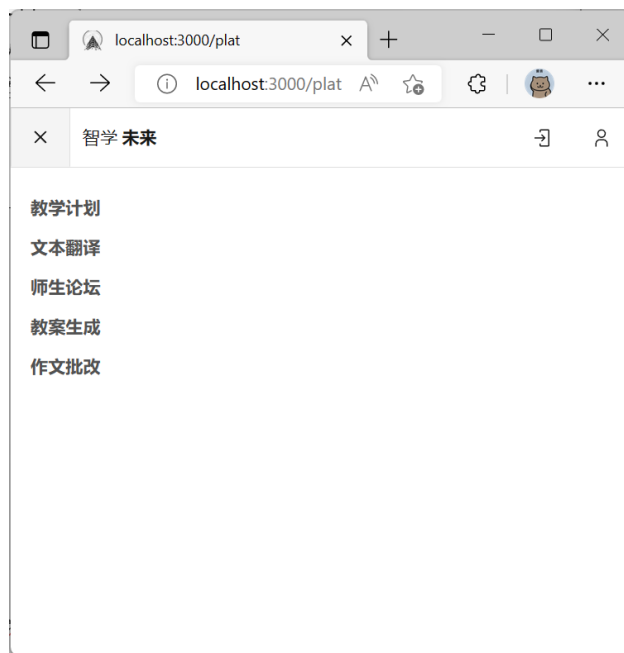 localhost:3000/plat
localhost:3000/plat
智学 未来
教学计划
文本翻译
师生论坛
教案生成
作文批改